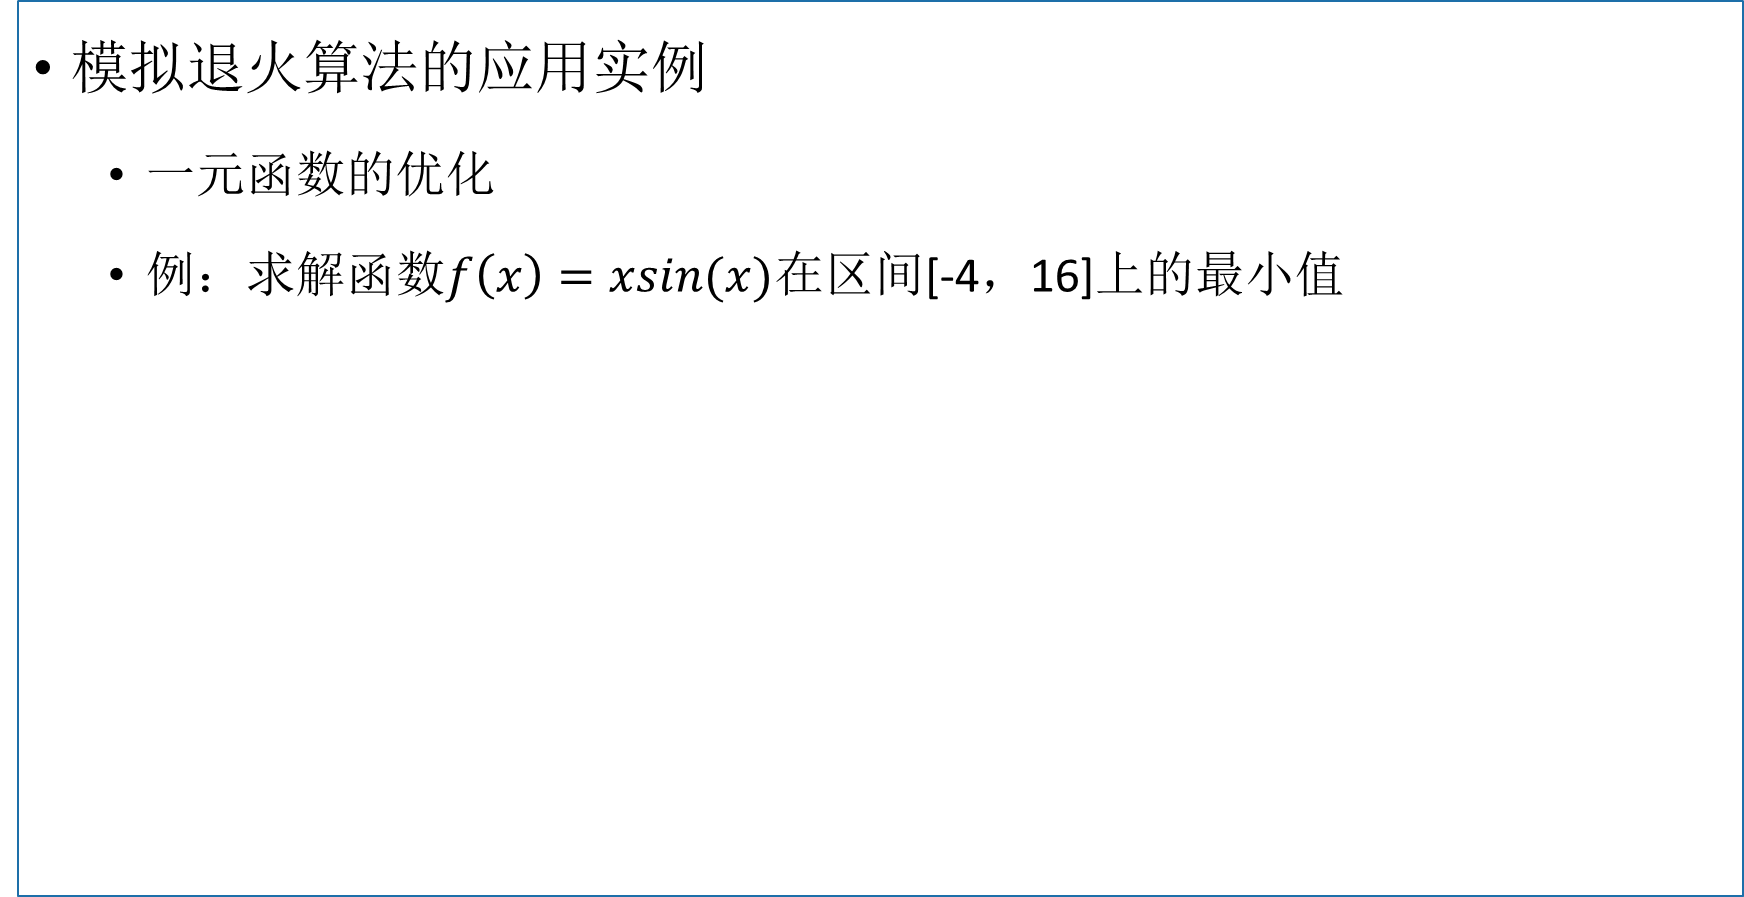 • 模拟退火算法的应用实例
• 一元函数的优化
• 例：求解函数f(x) = xsin(x)在区间[-4，16]上的最小值